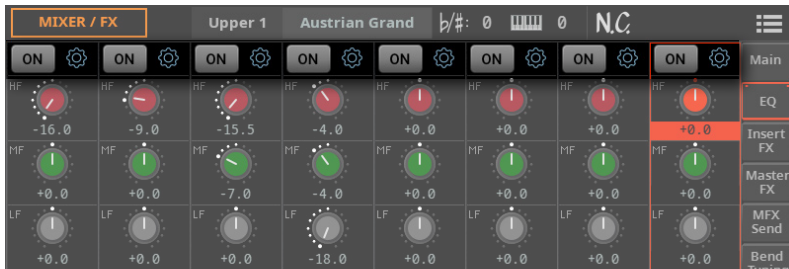 MIXER / FX Upper 1 Austrian Grand ♭/♯: 0 0 N.C.
ON ON ON ON ON ON ON ON Main
HF HF HF HF HF HF HF HF EQ
-16.0 -9.0 -15.5 -4.0 +0.0 +0.0 +0.0 +0.0
Insert
FX
MF MF MF MF MF MF MF MF
Master
FX
+0.0 +0.0 -7.0 -4.0 +0.0 +0.0 +0.0 +0.0
LF LF LF LF LF LF LF LF
MFX
Send
+0.0 +0.0 +0.0 -18.0 +0.0 +0.0 +0.0 +0.0
Bend
Tuning